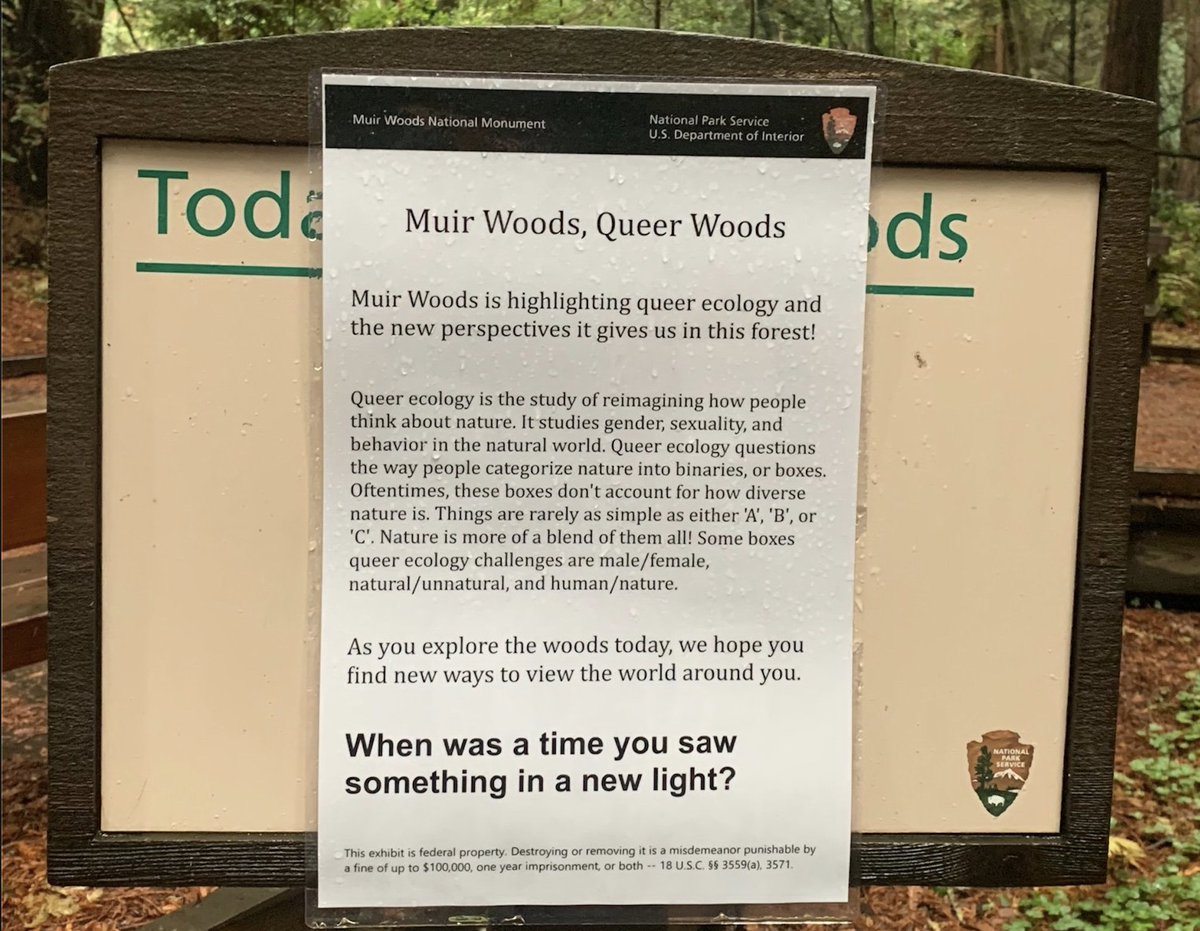 Muir Woods National Monument
National Park Service
U.S. Department of Interior
Toda
ods
Muir Woods, Queer Woods
Muir Woods is highlighting queer ecology and
the new perspectives it gives us in this forest!
Queer ecology is the study of reimagining how people
think about nature. It studies gender, sexuality, and
behavior in the natural world. Queer ecology questions
the way people categorize nature into binaries, or boxes.
Oftentimes, these boxes don't account for how diverse
nature is. Things are rarely as simple as either 'A', 'B', or
'C'. Nature is more of a blend of them all! Some boxes
queer ecology challenges are male/female,
natural/unnatural, and human/nature.
As you explore the woods today, we hope you
find new ways to view the world around you.
When was a time you saw
something in a new light?
NATIONAL
PARK
SERVICE
This exhibit is federal property. Destroying or removing it is a misdemeanor punishable by
a fine of up to $100,000, one year imprisonment, or both -- 18 U.S.C. §§ 3559(a), 3571.